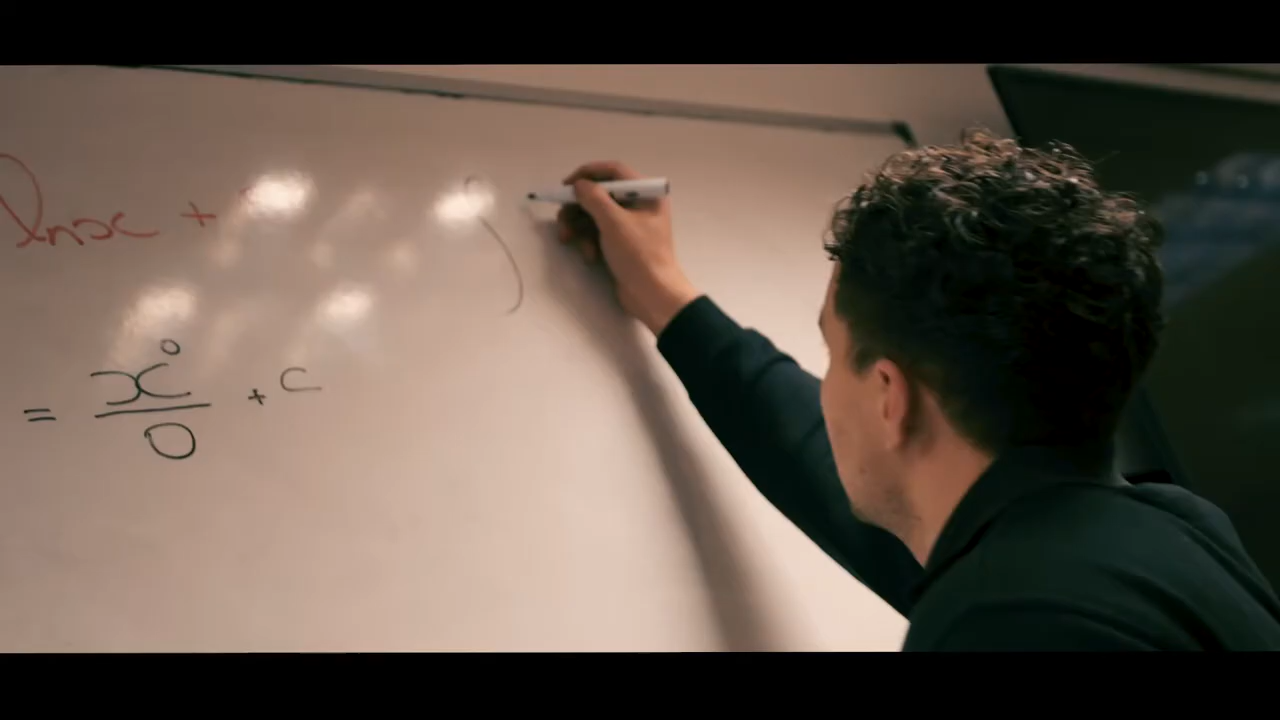 lnx +
= x⁰/0 + c